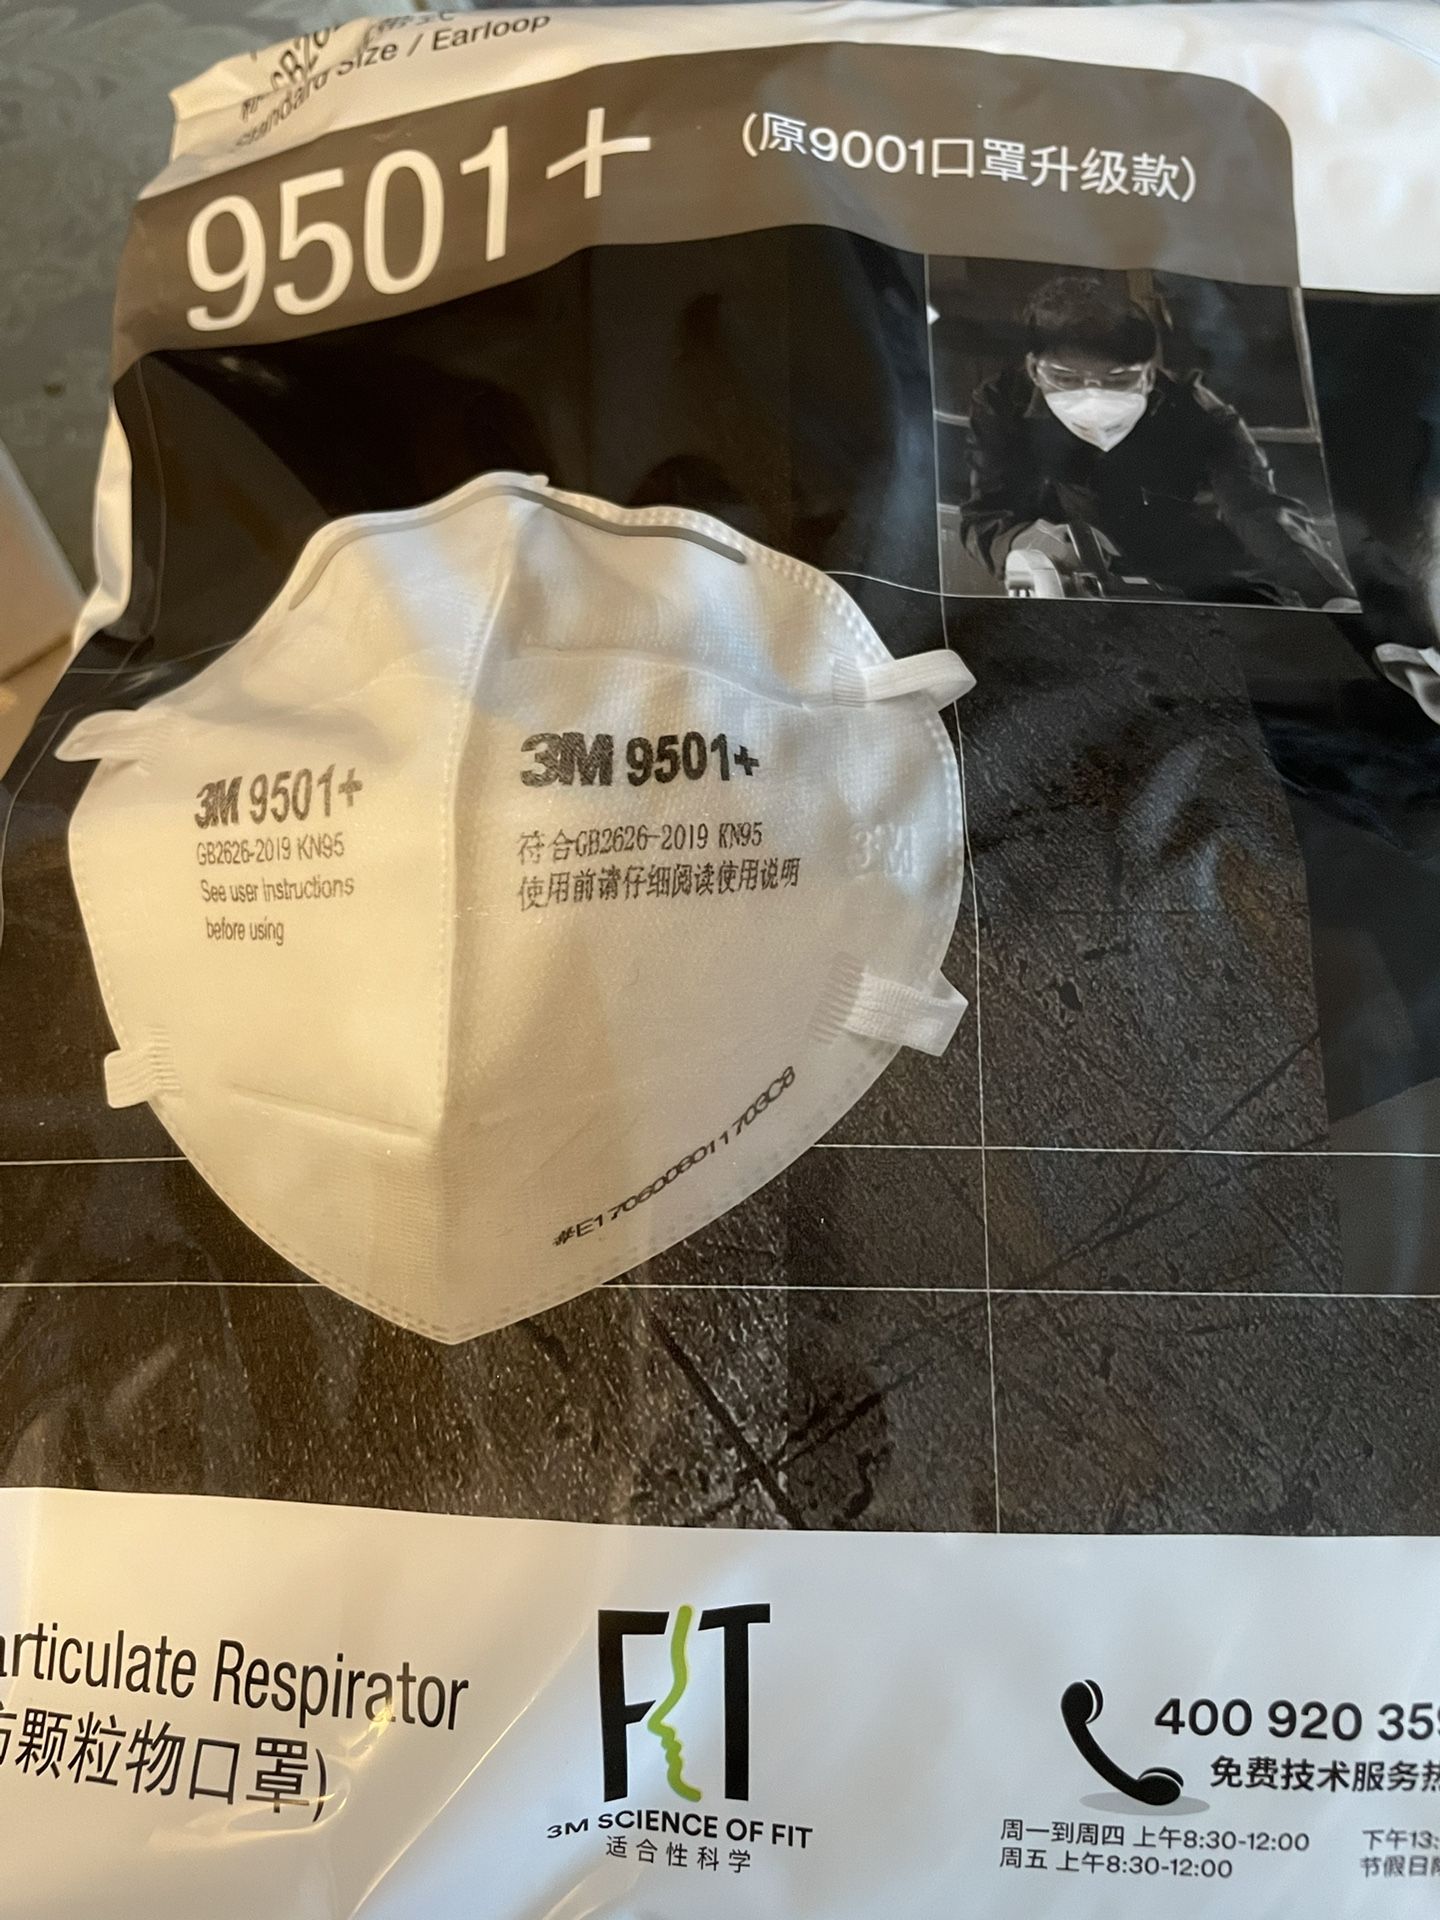 Standard Size / Earloop
9501+
(原9001口罩升级款)
3M 9501+
GB2626-2019 KN95
See user instructions
before using
3M 9501+
符合GB2626-2019 KN95
使用前请仔细阅读使用说明
3M
Respirator
颗粒物口罩)
FIT
3M SCIENCE OF FIT
适合性科学
400 920
免费技术服务
周一到周四 上午8:30-12:00
下午13:
周五 上午8:30-12:00
节假日